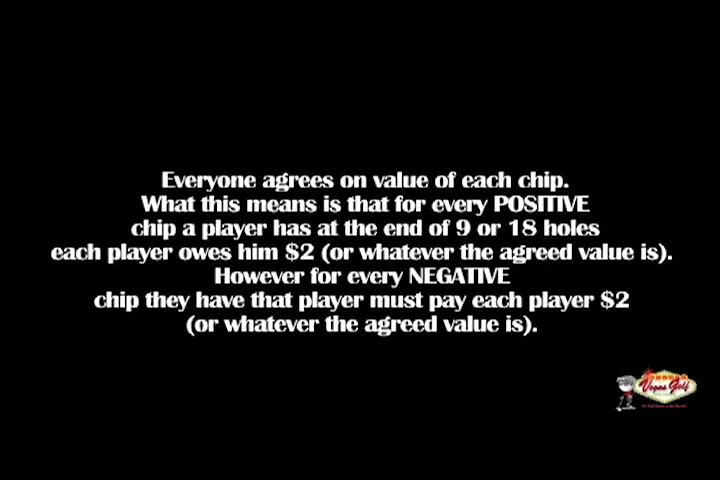 Everyone agrees on value of each chip.
What this means is that for every POSITIVE
chip a player has at the end of 9 or 18 holes
each player owes him $2 (or whatever the agreed value is).
However for every NEGATIVE
chip they have that player must pay each player $2
(or whatever the agreed value is).
Vegas Golf